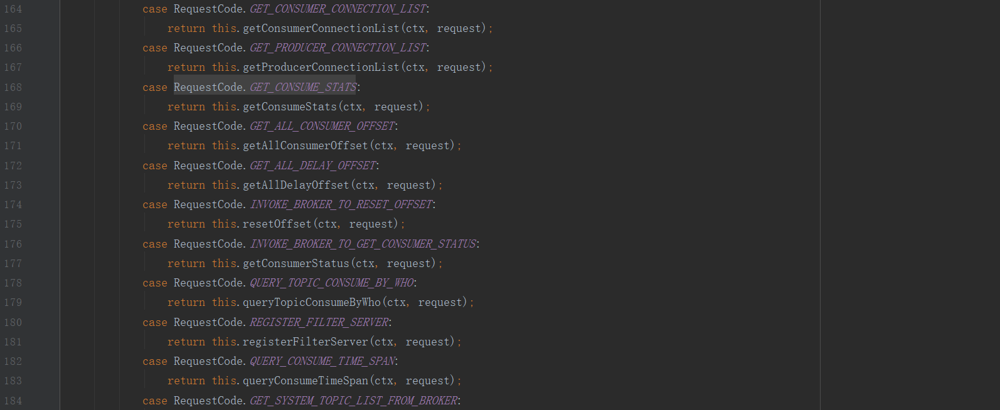 164 case RequestCode.GET_CONSUMER_CONNECTION_LIST:
165 return this.getConsumerConnectionList(ctx, request);
166 case RequestCode.GET_PRODUCER_CONNECTION_LIST:
167 return this.getProducerConnectionList(ctx, request);
168 case RequestCode.GET_CONSUME_STATS:
169 return this.getConsumeStats(ctx, request);
170 case RequestCode.GET_ALL_CONSUMER_OFFSET:
171 return this.getAllConsumerOffset(ctx, request);
172 case RequestCode.GET_ALL_DELAY_OFFSET:
173 return this.getAllDelayOffset(ctx, request);
174 case RequestCode.INVOKE_BROKER_TO_RESET_OFFSET:
175 return this.resetOffset(ctx, request);
176 case RequestCode.INVOKE_BROKER_TO_GET_CONSUMER_STATUS:
177 return this.getConsumerStatus(ctx, request);
178 case RequestCode.QUERY_TOPIC_CONSUME_BY_WHO:
179 return this.queryTopicConsumeByWho(ctx, request);
180 case RequestCode.REGISTER_FILTER_SERVER:
181 return this.registerFilterServer(ctx, request);
182 case RequestCode.QUERY_CONSUME_TIME_SPAN:
183 return this.queryConsumeTimeSpan(ctx, request);
184 case RequestCode.GET_SYSTEM_TOPIC_LIST_FROM_BROKER: